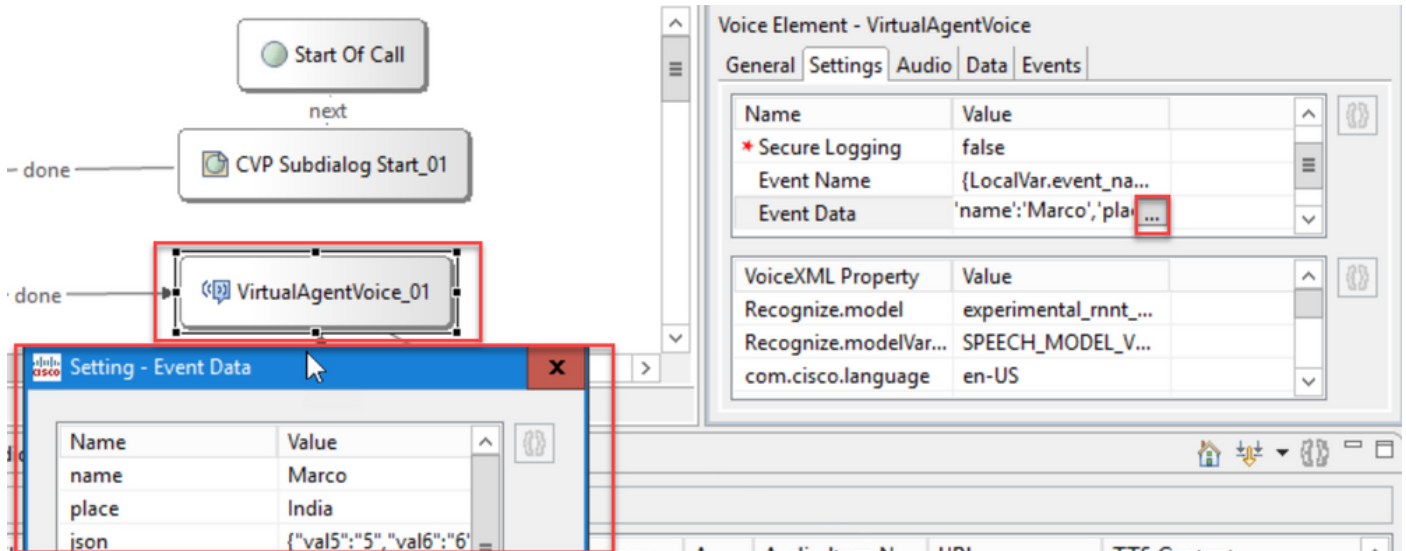 Start Of Call
next
done
CVP Subdialog Start_01
done
VirtualAgentVoice_01
Voice Element - VirtualAgentVoice
General Settings Audio Data Events
Name Value
* Secure Logging false
Event Name {LocalVar.event_na...
Event Data 'name':'Marco','pla ...
VoiceXML Property Value
Recognize.model experimental_rnnt_...
Recognize.modelVar... SPEECH_MODEL_V...
com.cisco.language en-US
cisco Setting - Event Data x
Name Value
name Marco
place India
json {"val5":"5","val6":"6"